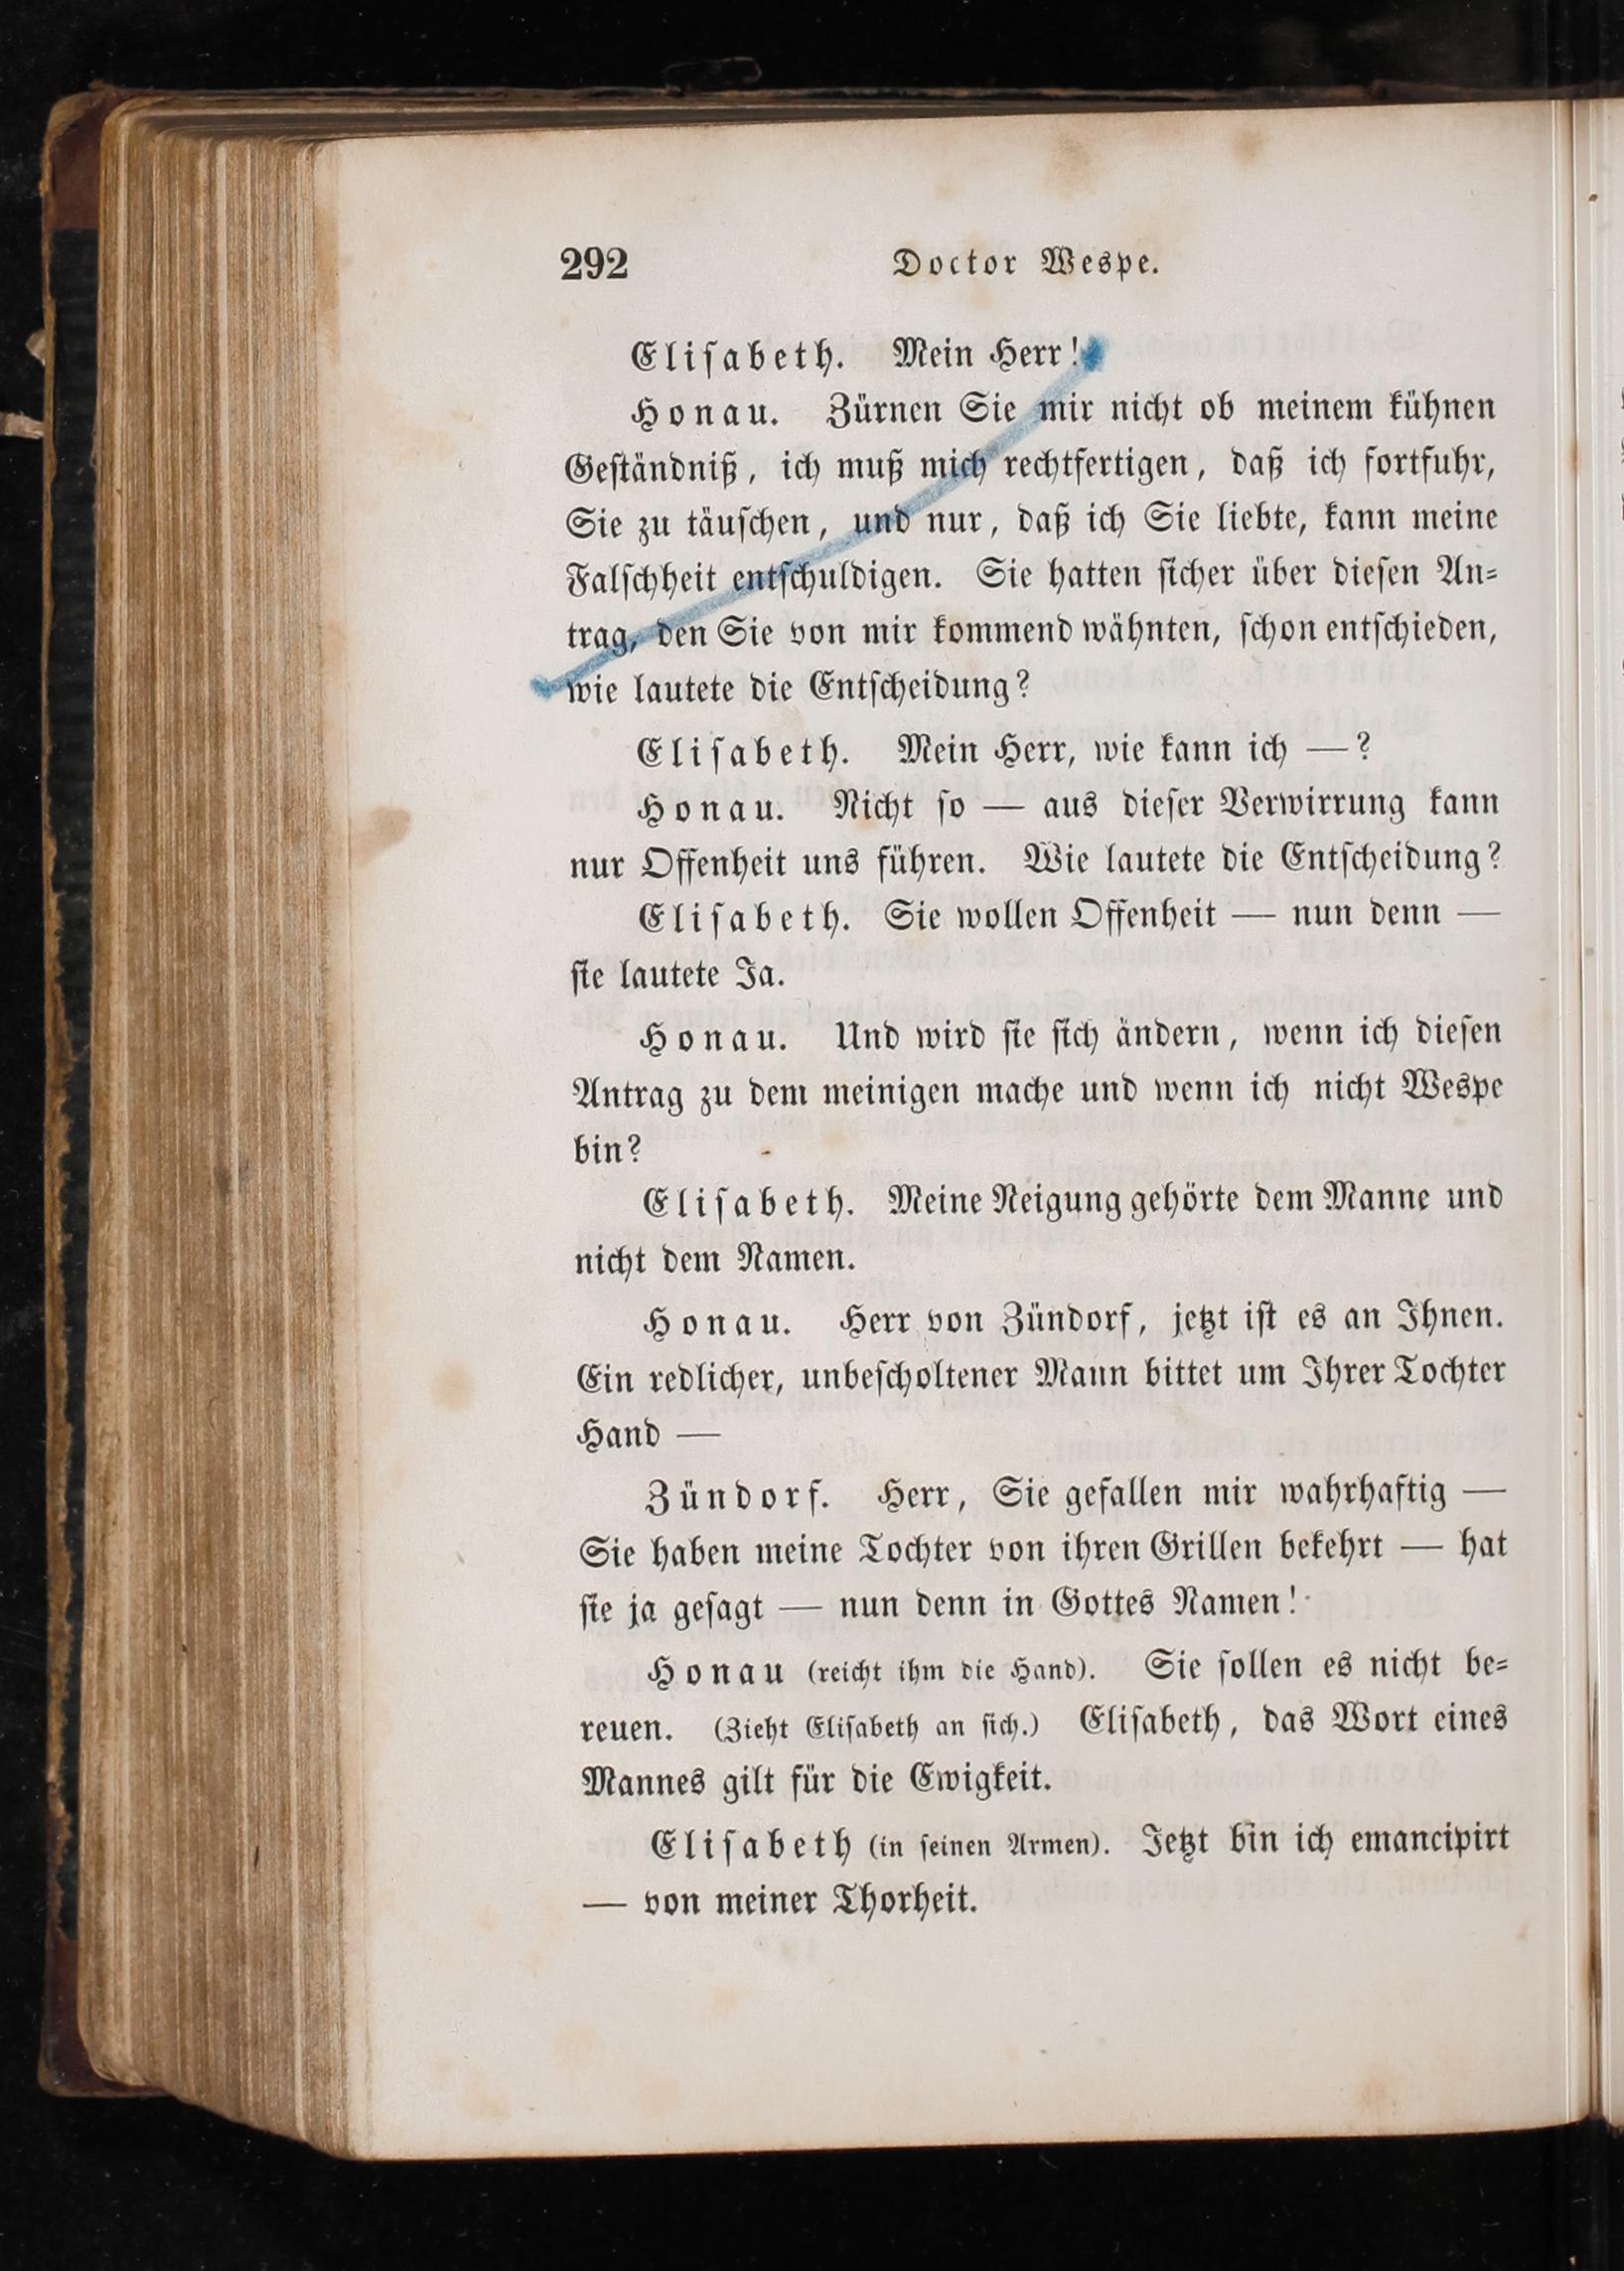 292 Doctor Wespe.
Elisabeth. Mein Herr!
Honau. Zürnen Sie mir nicht ob meinem kühnen
Geständniß, ich muß mich rechtfertigen, daß ich fortfuhr,
Sie zu täuschen, und nur, daß ich Sie liebte, kann meine
Falschheit entschuldigen. Sie hatten sicher über diesen An-
trag, den Sie von mir kommend wähnten, schon entschieden,
wie lautete die Entscheidung?
Elisabeth. Mein Herr, wie kann ich —?
Honau. Nicht so — aus dieser Verwirrung kann
nur Offenheit uns führen. Wie lautete die Entscheidung?
Elisabeth. Sie wollen Offenheit — nun denn —
sie lautete Ja.
Honau. Und wird sie sich ändern, wenn ich diesen
Antrag zu dem meinigen mache und wenn ich nicht Wespe
bin?
Elisabeth. Meine Neigung gehörte dem Manne und
nicht dem Namen.
Honau. Herr von Zündorf, jetzt ist es an Ihnen.
Ein redlicher, unbescholtener Mann bittet um Ihrer Tochter
Hand —
Zündorf. Herr, Sie gefallen mir wahrhaftig —
Sie haben meine Tochter von ihren Grillen bekehrt — hat
sie ja gesagt — nun denn in Gottes Namen!
Honau (reicht ihm die Hand). Sie sollen es nicht be-
reuen. (Zieht Elisabeth an sich.) Elisabeth, das Wort eines
Mannes gilt für die Ewigkeit.
Elisabeth (in seinen Armen). Jetzt bin ich emancipirt
— von meiner Thorheit.